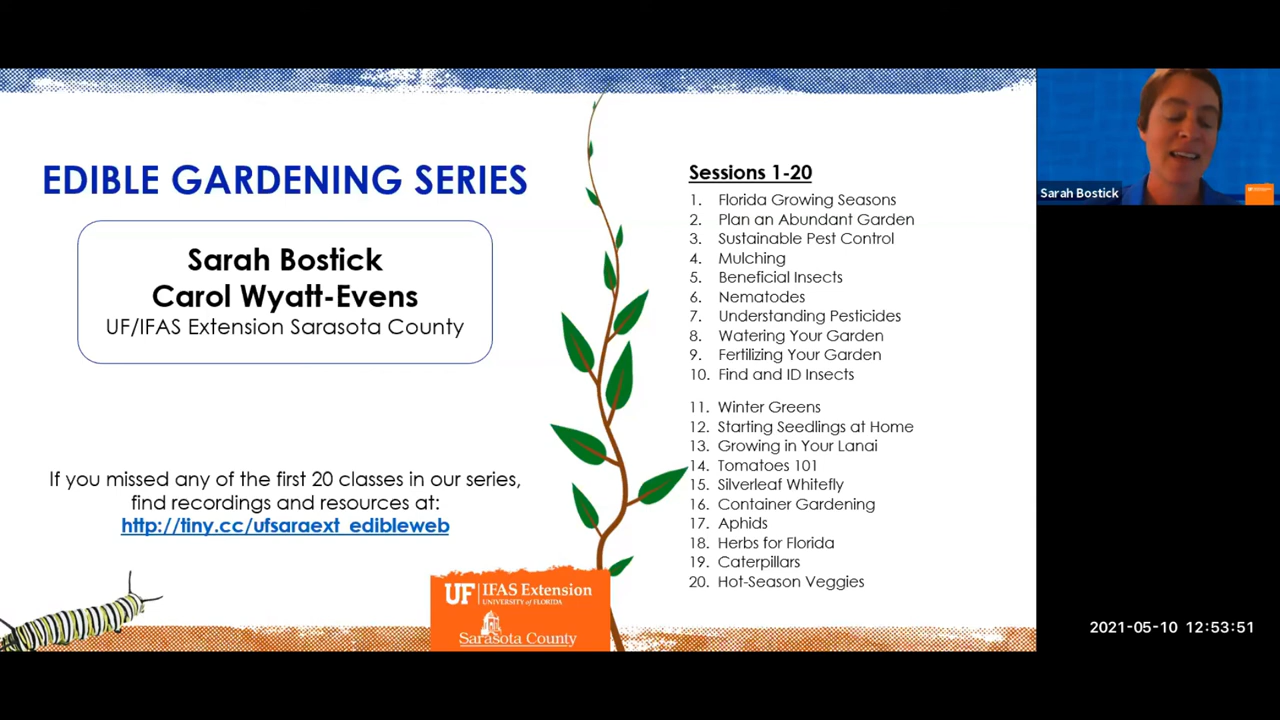 EDIBLE GARDENING SERIES
Sarah Bostick
Carol Wyatt-Evens
UF/IFAS Extension Sarasota County
If you missed any of the first 20 classes in our series,
find recordings and resources at:
http://tiny.cc/ufsaraext_edibleweb
UF IFAS Extension
UNIVERSITY of FLORIDA
Sarasota County
Sessions 1-20
1. Florida Growing Seasons
2. Plan an Abundant Garden
3. Sustainable Pest Control
4. Mulching
5. Beneficial Insects
6. Nematodes
7. Understanding Pesticides
8. Watering Your Garden
9. Fertilizing Your Garden
10. Find and ID Insects
11. Winter Greens
12. Starting Seedlings at Home
13. Growing in Your Lanai
14. Tomatoes 101
15. Silverleaf Whitefly
16. Container Gardening
17. Aphids
18. Herbs for Florida
19. Caterpillars
20. Hot-Season Veggies
Sarah Bostick
2021-05-10 12:53:51